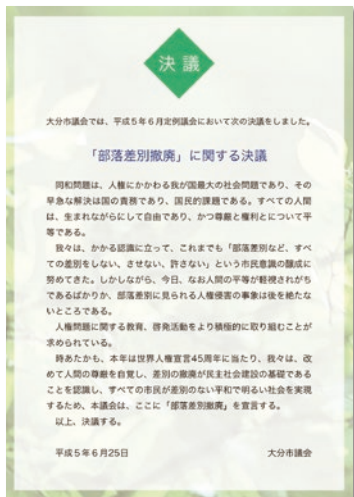 決議
大分市議会では、平成5年6月定例議会において次の決議をしました。
「部落差別撤廃」に関する決議
同和問題は、人権にかかわる我が国最大の社会問題であり、その
早急な解決は国の責務であり、国民的課題である。すべての人間
は、生まれながらにして自由であり、かつ尊厳と権利とについて平
等である。
我々は、かかる認識に立って、これまでも「部落差別など、すべ
ての差別をしない、させない、許さない」という市民意識の醸成に
努めてきた。しかしながら、今日、なお人間の平等が軽視されがち
であるばかりか、部落差別に見られる人権侵害の事象は後を絶たな
いところである。
人権問題に関する教育、啓発活動をより積極的に取り組むことが
求められている。
時あたかも、本年は世界人権宣言45周年に当たり、我々は、改
めて人間の尊厳を自覚し、差別の撤廃が民主社会建設の基礎である
ことを認識し、すべての市民が差別のない平和で明るい社会を実現
するため、本議会は、ここに「部落差別撤廃」を宣言する。
以上、決議する。
平成5年6月25日 大分市議会